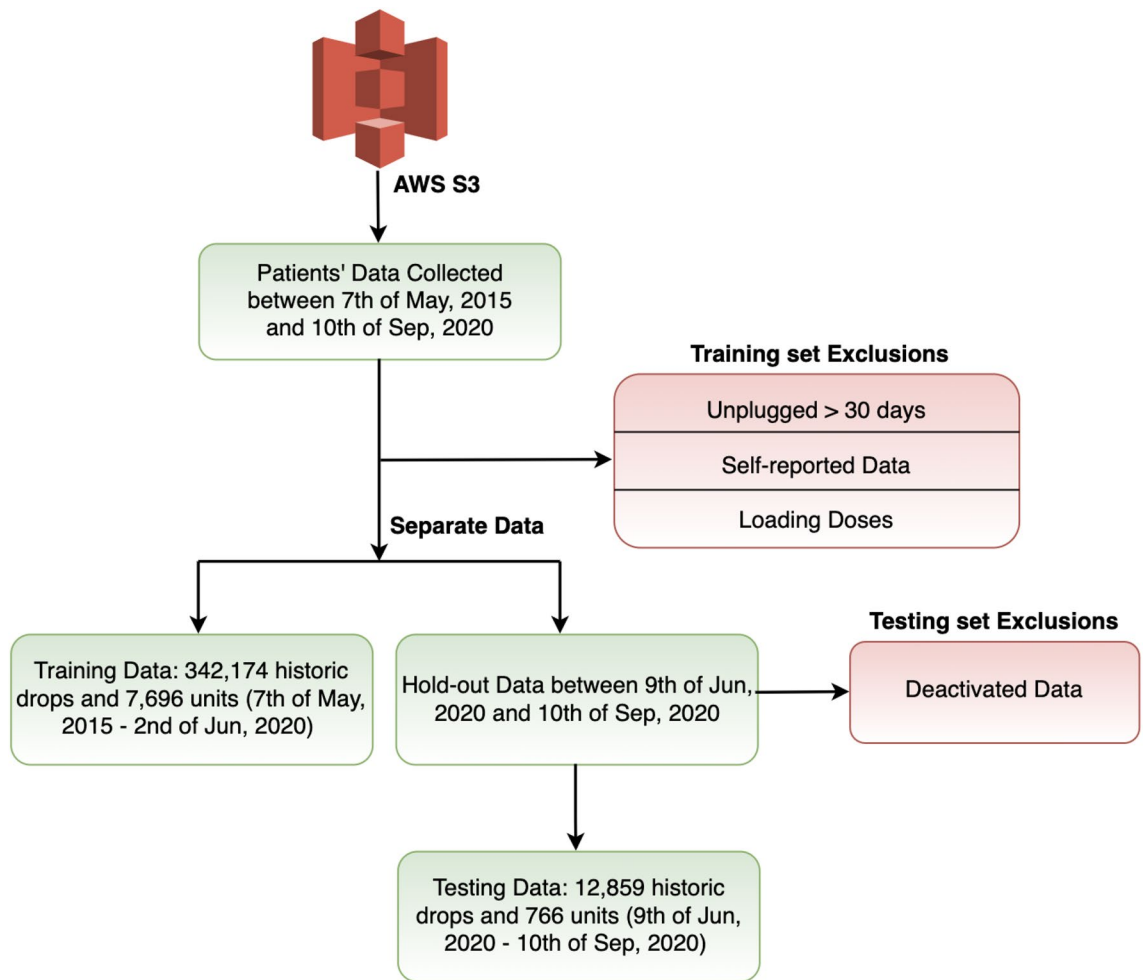 AWS S3
Patients' Data Collected
between 7th of May, 2015
and 10th of Sep, 2020
Training set Exclusions
Unplugged > 30 days
Self-reported Data
Loading Doses
Separate Data
Training Data: 342,174 historic
drops and 7,696 units (7th of May,
2015 - 2nd of Jun, 2020)
Hold-out Data between 9th of Jun,
2020 and 10th of Sep, 2020
Testing set Exclusions
Deactivated Data
Testing Data: 12,859 historic
drops and 766 units (9th of Jun,
2020 - 10th of Sep, 2020)